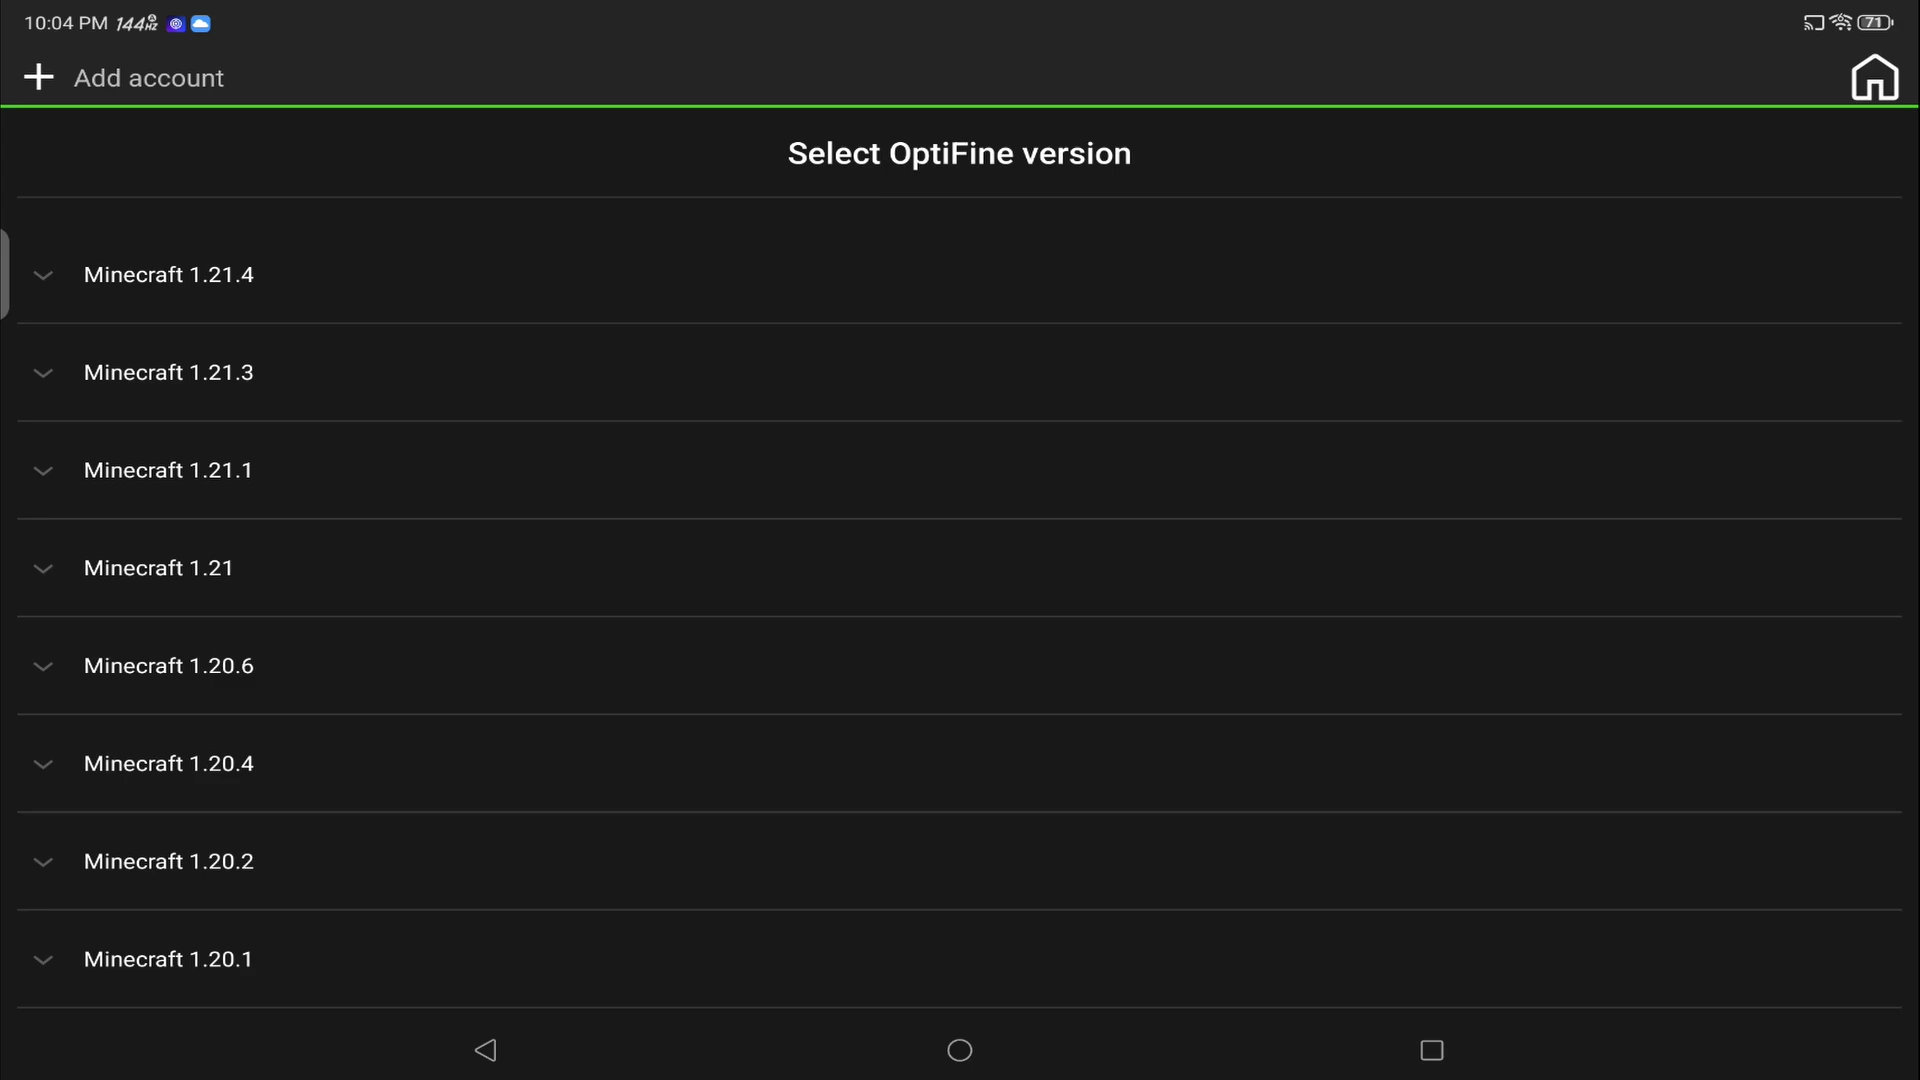 10:04 PM 144HZ
71
Add account
Select OptiFine version
Minecraft 1.21.4
Minecraft 1.21.3
Minecraft 1.21.1
Minecraft 1.21
Minecraft 1.20.6
Minecraft 1.20.4
Minecraft 1.20.2
Minecraft 1.20.1